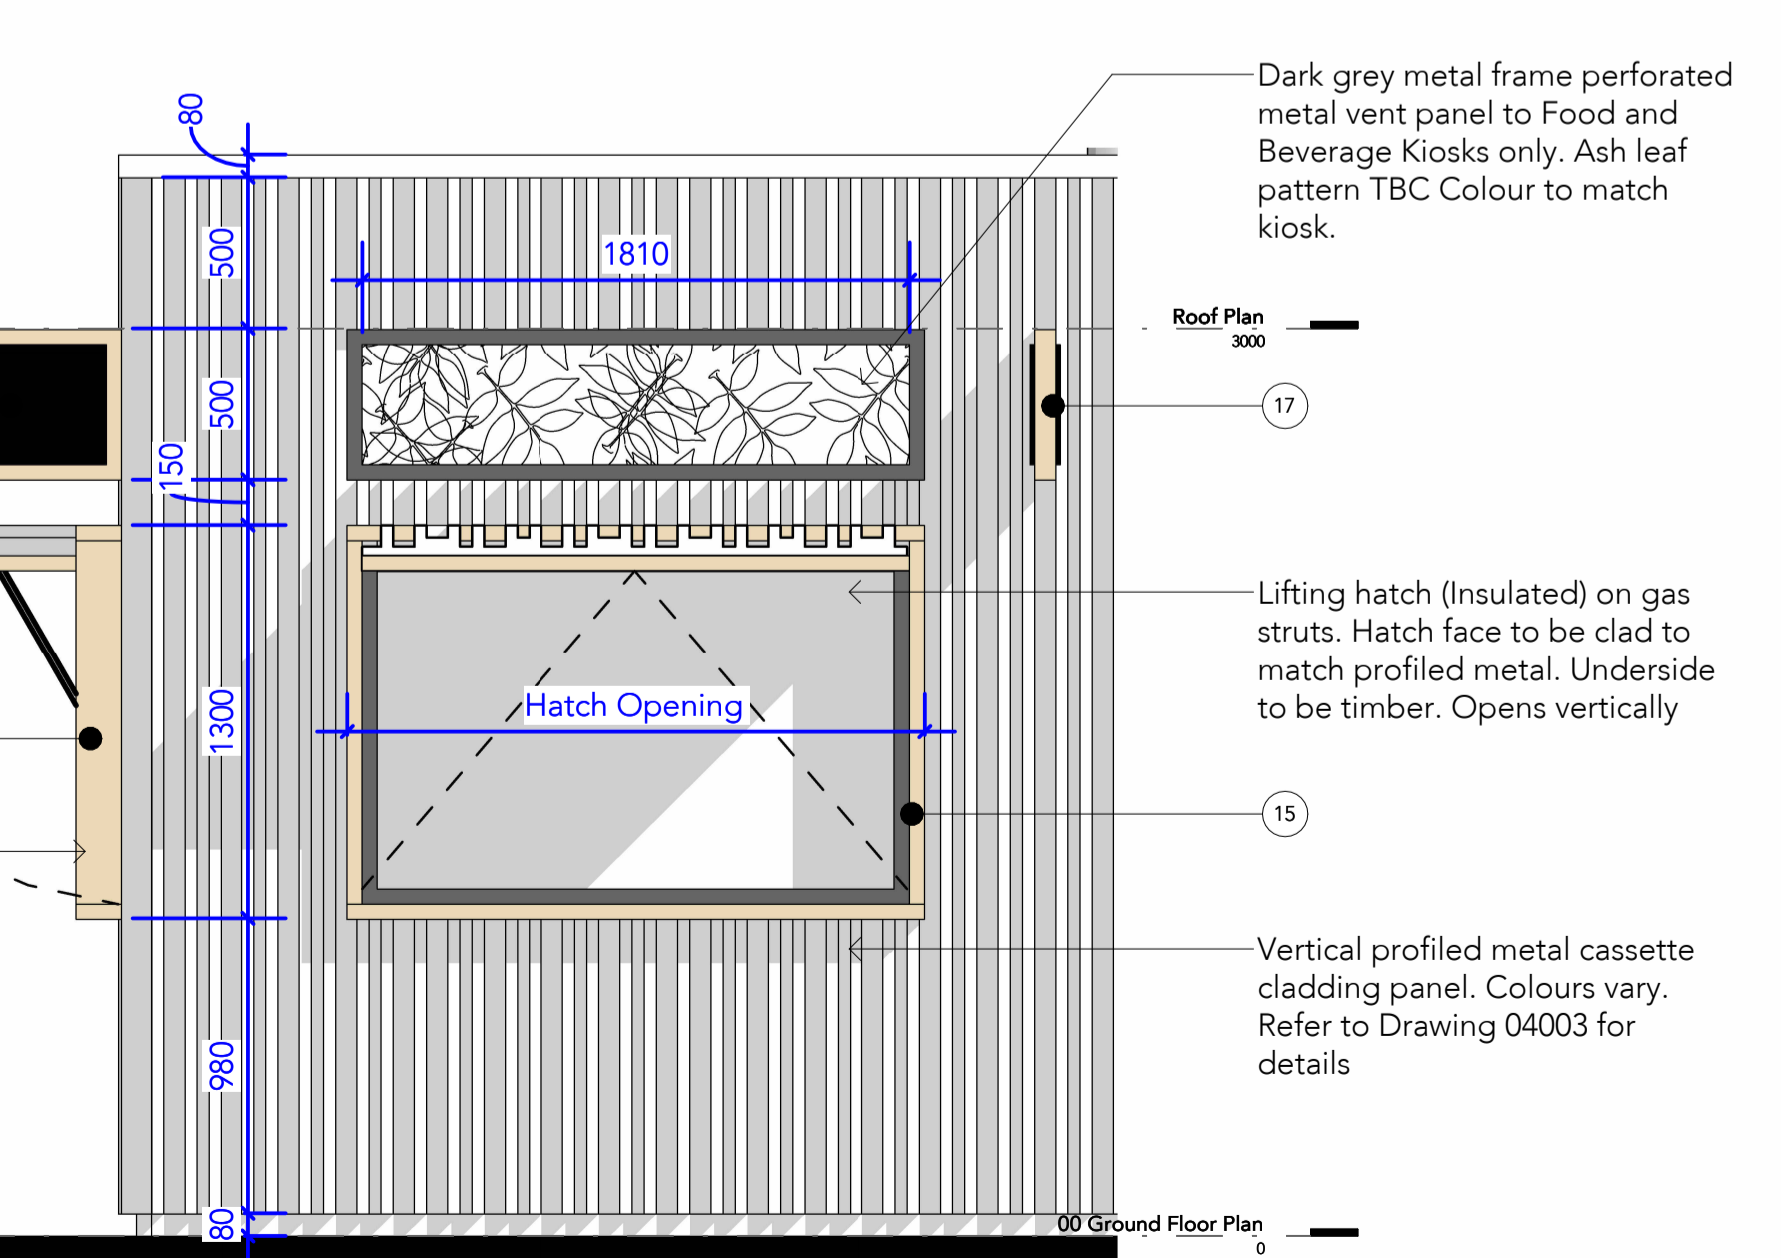 Dark grey metal frame perforated
metal vent panel to Food and
Beverage Kiosks only. Ash leaf
pattern TBC Colour to match
kiosk.
80
500
1810
Roof Plan
3000
500
17
150
Lifting hatch (Insulated) on gas
struts. Hatch face to be clad to
match profiled metal. Underside
to be timber. Opens vertically
Hatch Opening
1300
15
Vertical profiled metal cassette
cladding panel. Colours vary.
Refer to Drawing 04003 for
details
980
80
00 Ground Floor Plan
0